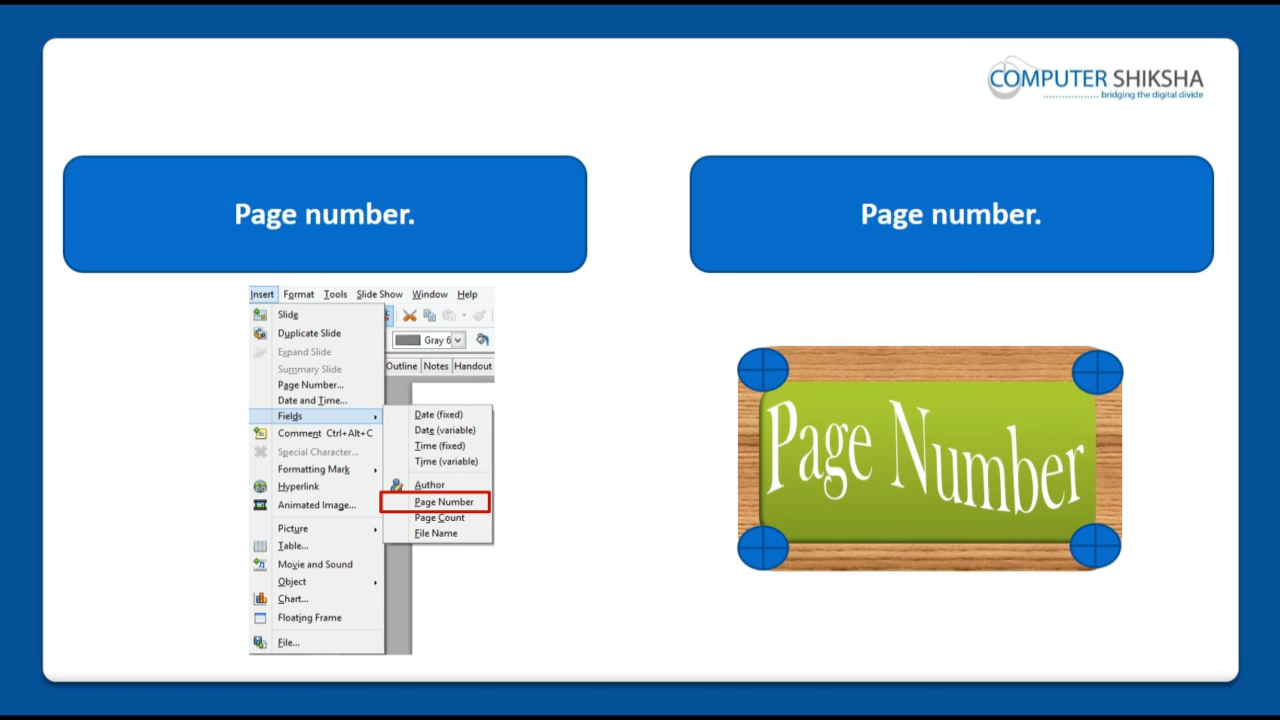 COMPUTER SHIKSHA
bridging the digital divide
Page number.
Page number.
Insert Format Tools Slide Show Window Help
Slide
Duplicate Slide
Expand Slide
Summary Slide
Page Number...
Date and Time...
Fields
Comment Ctrl+Alt+C
Special Character...
Formatting Mark
Hyperlink
Animated Image...
Picture
Table...
Movie and Sound
Object
Chart...
Floating Frame
File...
Gray 6
Outline Notes Handout
Date (fixed)
Date (variable)
Time (fixed)
Time (variable)
Author
Page Number
Page Count
File Name
Page Number